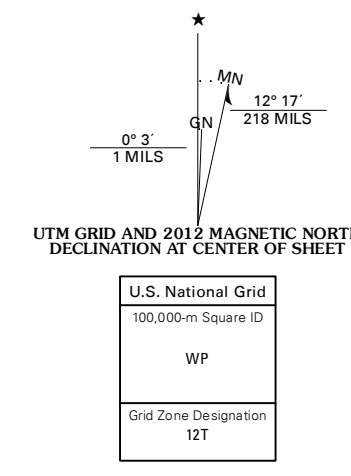 ★
MN
GN
12° 17´
218 MILS
0° 3´
1 MILS
UTM GRID AND 2012 MAGNETIC NORT
DECLINATION AT CENTER OF SHEET
U.S. National Grid
100,000-m Square ID
WP
Grid Zone Designation
12T